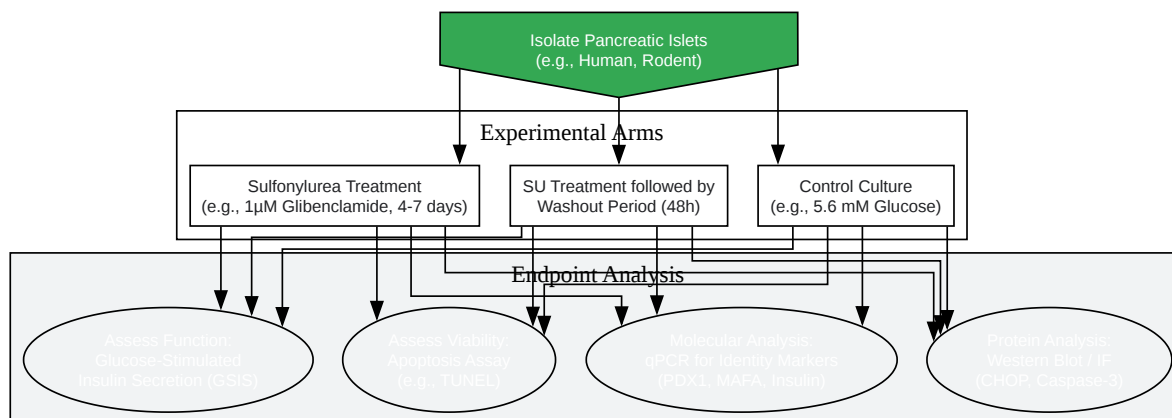 Isolate Pancreatic Islets
(e.g., Human, Rodent)
Experimental Arms
Sulfonylurea Treatment
(e.g., 1µM Glibenclamide, 4-7 days)
SU Treatment followed by
Washout Period (48h)
Control Culture
(e.g., 5.6 mM Glucose)
Endpoint Analysis
Assess Function:
Glucose-Stimulated
Insulin Secretion (GSIS)
Assess Viability:
Apoptosis Assay
(e.g., TUNEL)
Molecular Analysis:
qPCR for Identity Markers
(PDX1, MAFA, Insulin)
Protein Analysis:
Western Blot / IF
(CHOP, Caspase-3)